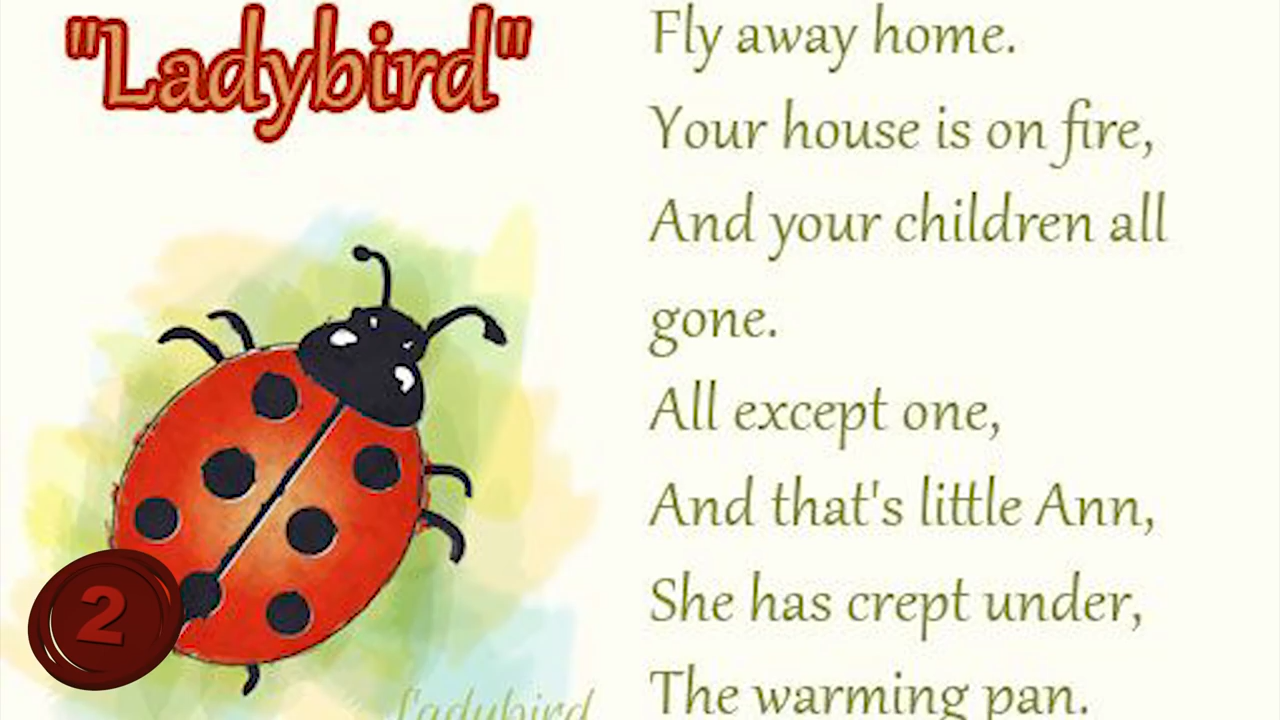 "Ladybird"
Fly away home.
Your house is on fire,
And your children all
gone.
All except one,
And that's little Ann,
She has crept under,
The warming pan.
2
Ladybird